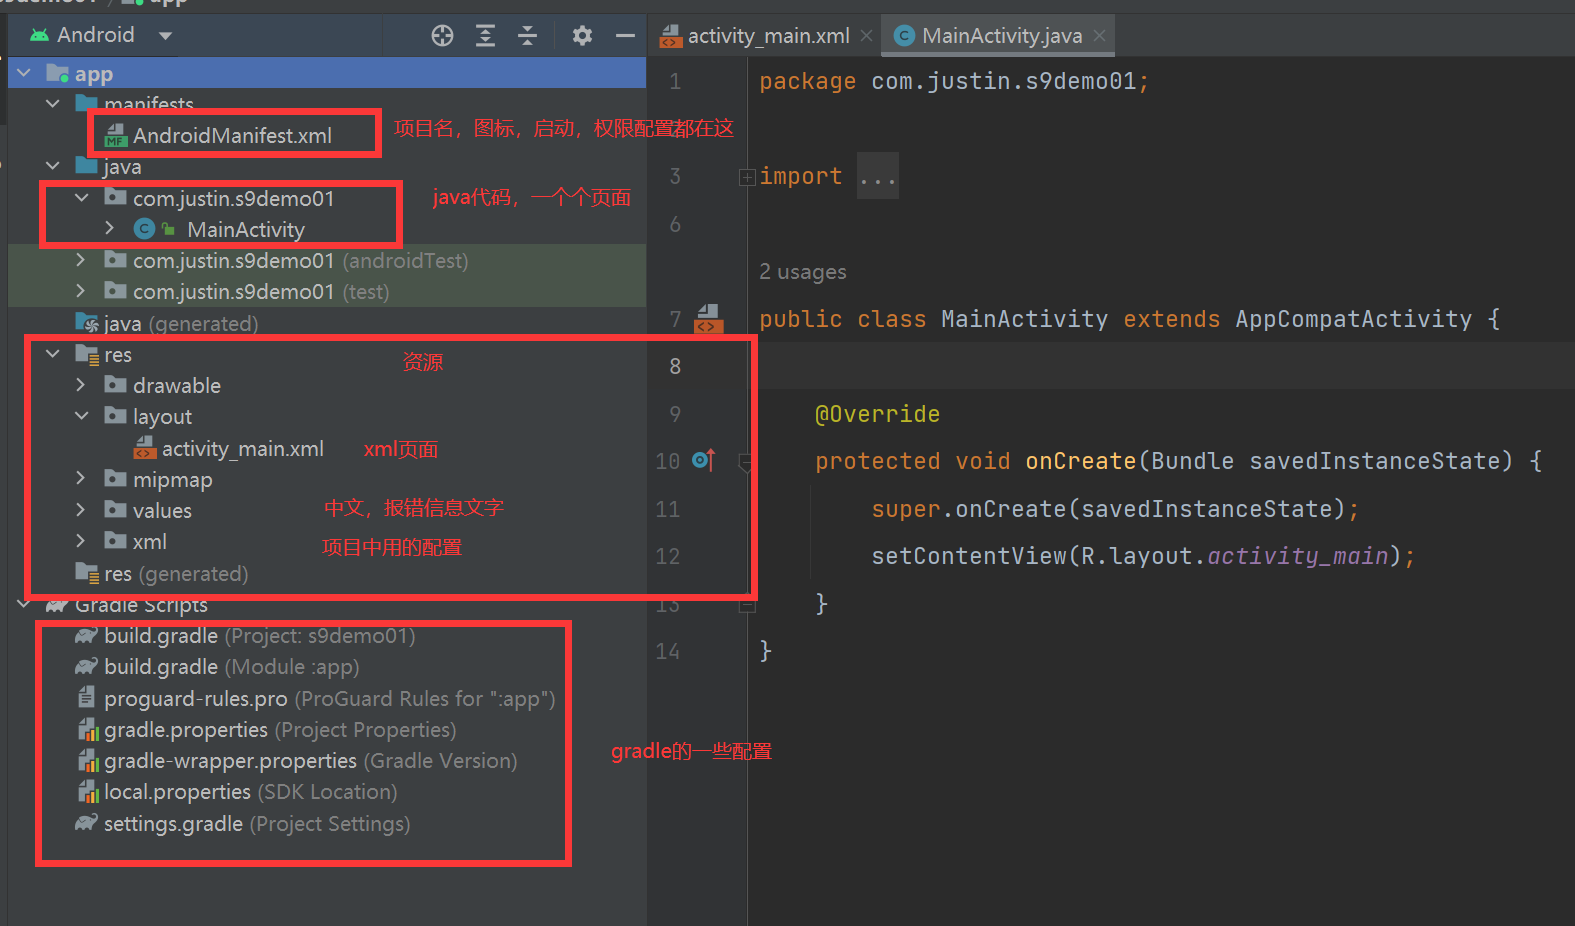 app
Android
activity_main.xml
MainActivity.java
app
manifests
AndroidManifest.xml
项目名，图标，启动，权限配置都在这
java
com.justin.s9demo01
java代码，一个个页面
MainActivity
com.justin.s9demo01 (androidTest)
com.justin.s9demo01 (test)
java (generated)
res
资源
drawable
layout
activity_main.xml
xml页面
mipmap
values
中文，报错信息文字
xml
项目中用的配置
res (generated)
Gradle Scripts
build.gradle (Project: s9demo01)
build.gradle (Module :app)
proguard-rules.pro (ProGuard Rules for ":app")
gradle.properties (Project Properties)
gradle的一些配置
gradle-wrapper.properties (Gradle Version)
local.properties (SDK Location)
settings.gradle (Project Settings)
1 package com.justin.s9demo01;
3 import ...
6
2 usages
7 public class MainActivity extends AppCompatActivity {
8
9 @Override
10 protected void onCreate(Bundle savedInstanceState) {
11 super.onCreate(savedInstanceState);
12 setContentView(R.layout.activity_main);
13 }
14 }